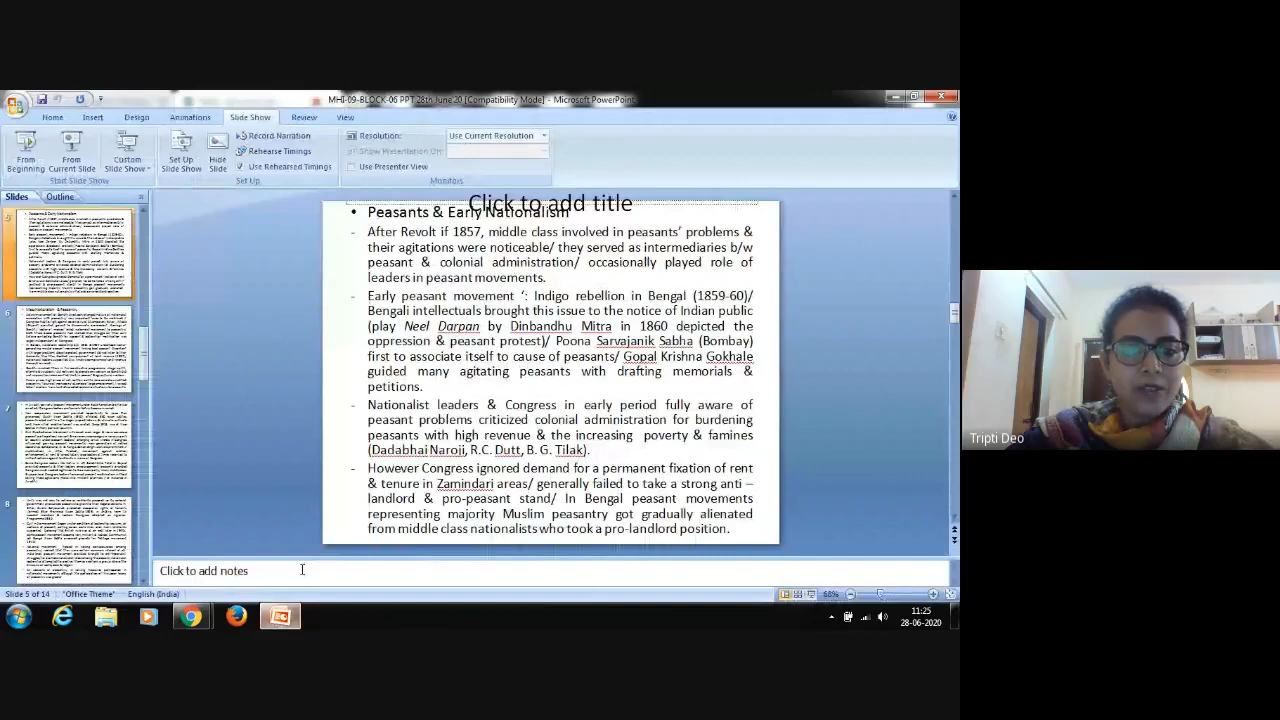 MHI-09-BLOCK-06 PPT 28th June 20 [Compatibility Mode] - Microsoft PowerPoint
Home Insert Design Animations Slide Show Review View
From Beginning
From Current Slide
Custom Slide Show
Start Slide Show
Set Up Slide Show
Hide Slide
Record Narration
Rehearse Timings
Use Rehearsed Timings
Set Up
Resolution: Use Current Resolution
Show Presentation On:
Use Presenter View
Monitors
Slides Outline
5
6
7
8
Click to add title
• Peasants & Early Nationalism
- After Revolt if 1857, middle class involved in peasants' problems &
their agitations were noticeable/ they served as intermediaries b/w
peasant & colonial administration/ occasionally played role of
leaders in peasant movements.
- Early peasant movement ‘: Indigo rebellion in Bengal (1859-60)/
Bengali intellectuals brought this issue to the notice of Indian public
(play Neel Darpan by Dinbandhu Mitra in 1860 depicted the
oppression & peasant protest)/ Poona Sarvajanik Sabha (Bombay)
first to associate itself to cause of peasants/ Gopal Krishna Gokhale
guided many agitating peasants with drafting memorials &
petitions.
- Nationalist leaders & Congress in early period fully aware of
peasant problems criticized colonial administration for burdening
peasants with high revenue & the increasing poverty & famines
(Dadabhai Naroji, R.C. Dutt, B. G. Tilak).
- However Congress ignored demand for a permanent fixation of rent
& tenure in Zamindari areas/ generally failed to take a strong anti –
landlord & pro-peasant stand/ In Bengal peasant movements
representing majority Muslim peasantry got gradually alienated
from middle class nationalists who took a pro-landlord position.
Click to add notes
Slide 5 of 14 "Office Theme" English (India) 68%
11:25
28-06-2020
Tripti Deo